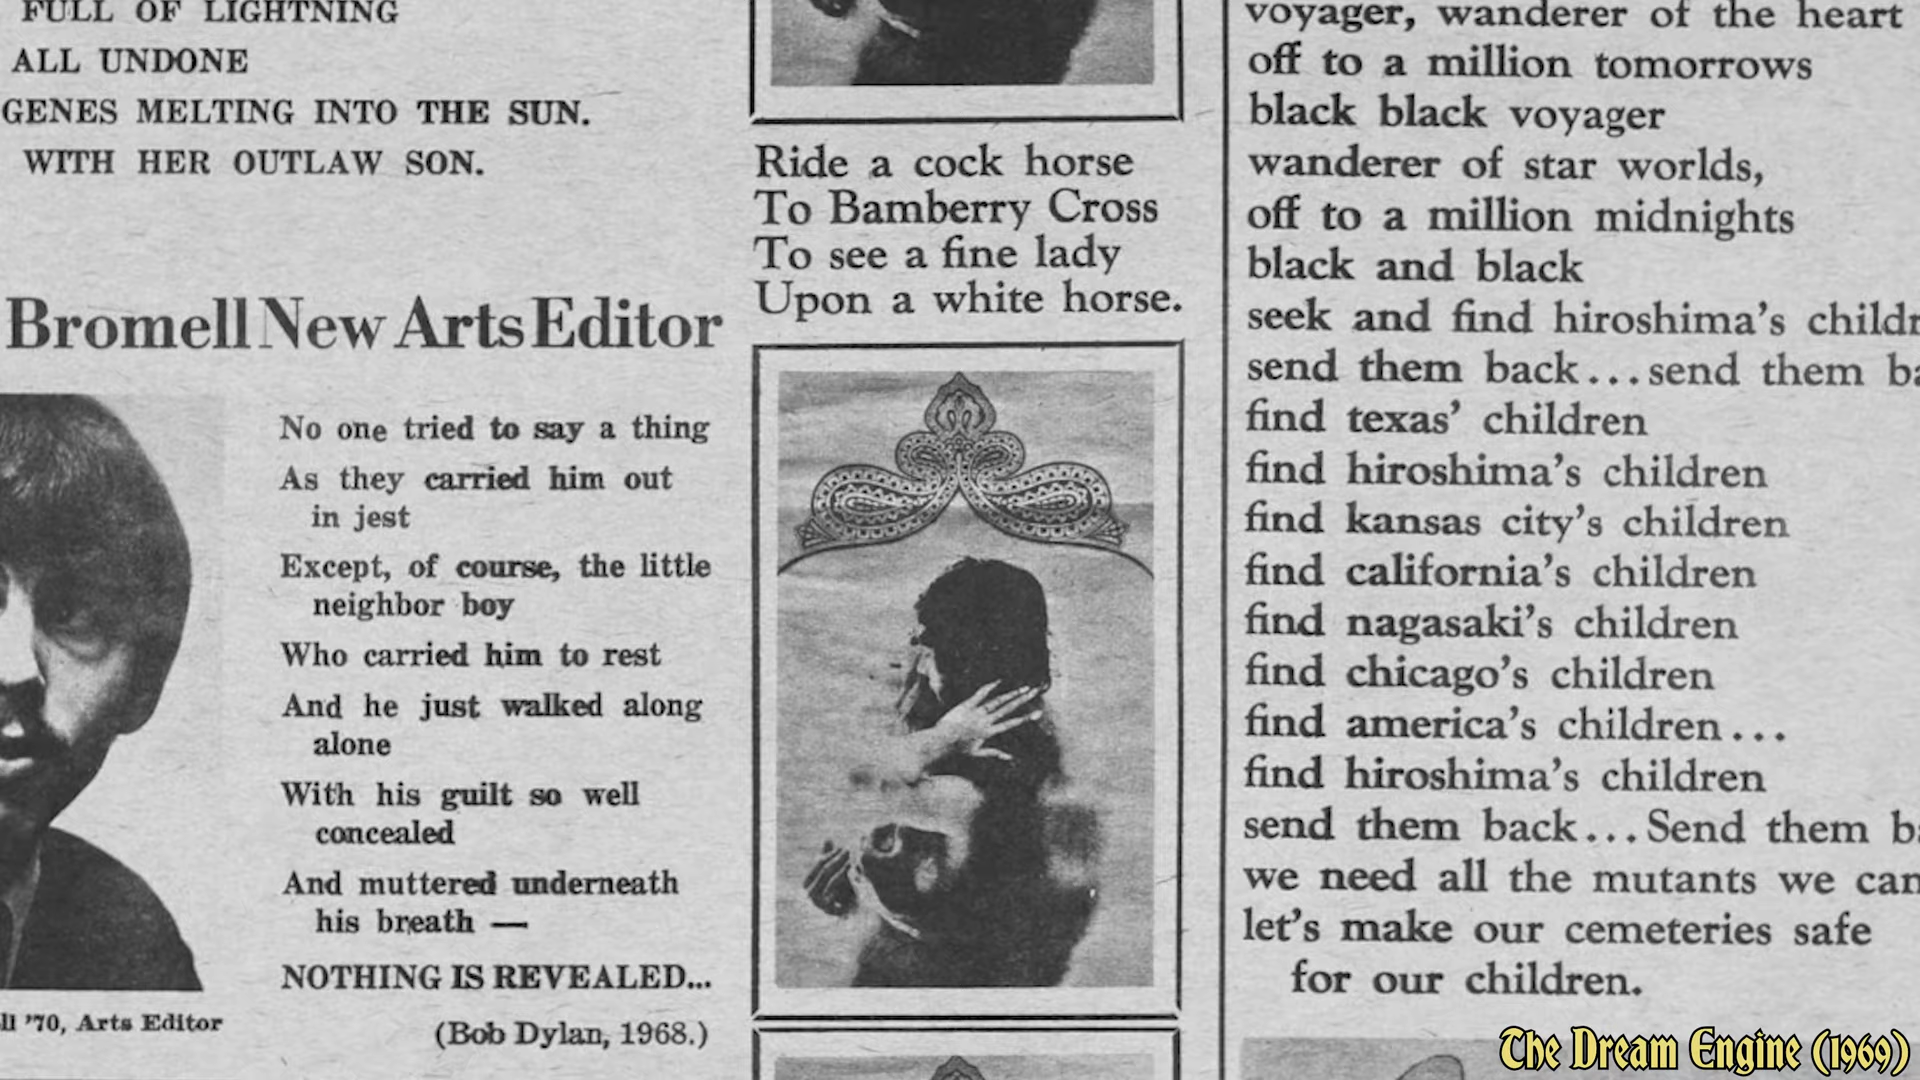 FULL OF LIGHTNING
ALL UNDONE
GENES MELTING INTO THE SUN.
WITH HER OUTLAW SON.
Bromell New Arts Editor
No one tried to say a thing
As they carried him out
in jest
Except, of course, the little
neighbor boy
Who carried him to rest
And he just walked along
alone
With his guilt so well
concealed
And muttered underneath
his breath —
NOTHING IS REVEALED...
(Bob Dylan, 1968.)
'70, Arts Editor
Ride a cock horse
To Bamberry Cross
To see a fine lady
Upon a white horse.
voyager, wanderer of the heart
off to a million tomorrows
black black voyager
wanderer of star worlds,
off to a million midnights
black and black
seek and find hiroshima's
send them back...send them
find texas' children
find hiroshima's children
find kansas city's children
find california's children
find nagasaki's children
find chicago's children
find america's children...
find hiroshima's children
send them back...Send them
we need all the mutants we can
let's make our cemeteries safe
for our children.
The Dream Engine (1969)